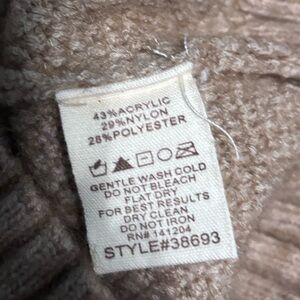 43%ACRYLIC
29%NYLON
28%POLYESTER
GENTLE WASH COLD
DO NOT BLEACH
FLAT DRY
FOR BEST RESULTS
DRY CLEAN
DO NOT IRON
RN# 141204
STYLE#38693